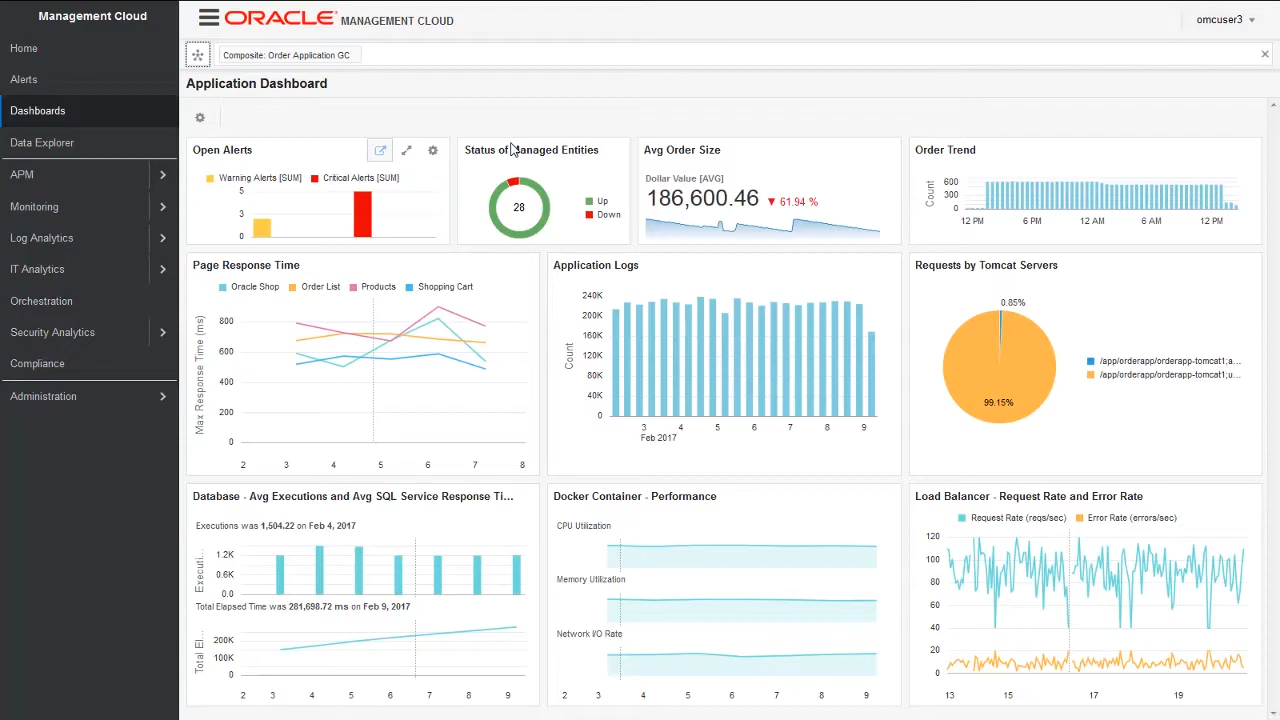 Management Cloud
Home
Alerts
Dashboards
Data Explorer
APM
Monitoring
Log Analytics
IT Analytics
Orchestration
Security Analytics
Compliance
Administration
ORACLE MANAGEMENT CLOUD
omcuser3
Composite: Order Application GC
Application Dashboard
Open Alerts
Warning Alerts [SUM] Critical Alerts [SUM]
5
3
0
Status of Managed Entities
28
Up
Down
Avg Order Size
Dollar Value [AVG]
186,600.46 ▼ 61.94 %
Order Trend
Count
600
300
0
12 PM 6 PM 12 AM 6 AM 12 PM
Page Response Time
Oracle Shop Order List Products Shopping Cart
Max Response Time (ms)
800
600
400
200
0
2 3 4 5 6 7 8
Application Logs
Count
240K
200K
160K
120K
80K
40K
0
3 4 5 6 7 8 9
Feb 2017
Requests by Tomcat Servers
0.85%
99.15%
/app/orderapp/orderapp-tomcat1;a...
/app/orderapp/orderapp-tomcat1;u...
Database - Avg Executions and Avg SQL Service Response Ti...
Executions was 1,504.22 on Feb 4, 2017
Executi...
1.2K
0.6K
0.0
Total Elapsed Time was 281,698.72 ms on Feb 9, 2017
Total El...
200K
100K
0
2 3 4 5 6 7 8 9
Docker Container - Performance
CPU Utilization
Memory Utilization
Network I/O Rate
2 3 4 5 6 7 8 9
Load Balancer - Request Rate and Error Rate
Request Rate (reqs/sec) Error Rate (errors/sec)
120
100
80
60
40
20
0
13 15 17 19